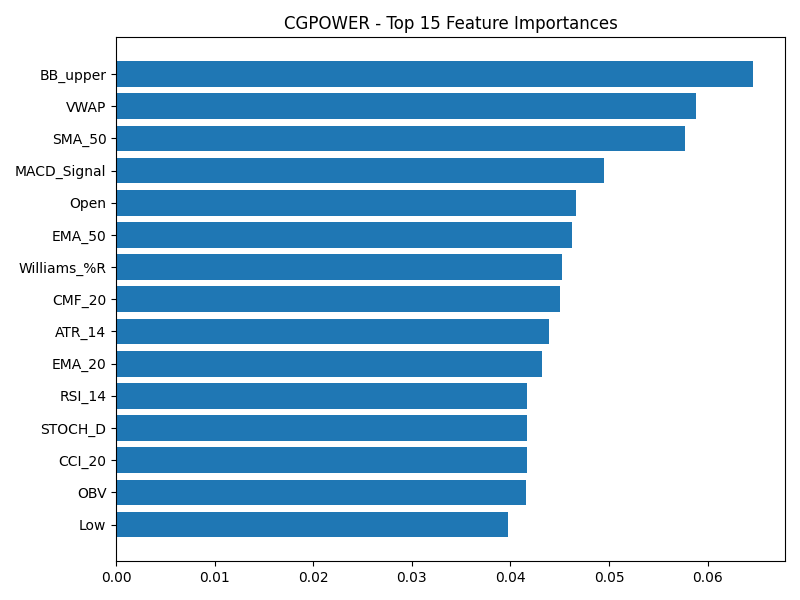 CGPOWER - Top 15 Feature Importances
BB_upper
VWAP
SMA_50
MACD_Signal
Open
EMA_50
Williams_%R
CMF_20
ATR_14
EMA_20
RSI_14
STOCH_D
CCI_20
OBV
Low
0.00 0.01 0.02 0.03 0.04 0.05 0.06